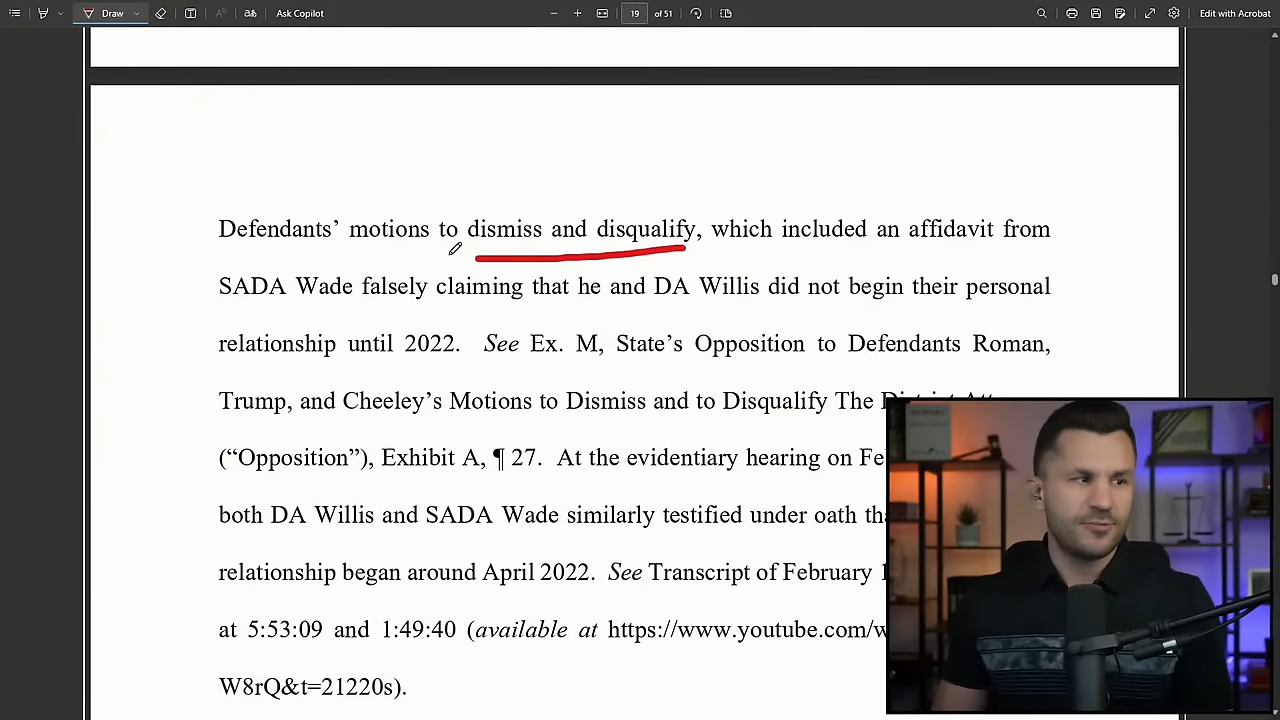 Draw
Ask Copilot
19 of 51
Edit with Acrobat
Defendants’ motions to dismiss and disqualify, which included an affidavit from
SADA Wade falsely claiming that he and DA Willis did not begin their personal
relationship until 2022. See Ex. M, State’s Opposition to Defendants Roman,
Trump, and Cheeley’s Motions to Dismiss and to Disqualify The
(“Opposition”), Exhibit A, ¶ 27. At the evidentiary hearing on
both DA Willis and SADA Wade similarly testified under oath
relationship began around April 2022. See Transcript of February
at 5:53:09 and 1:49:40 (available at https://www.youtube.com/
W8rQ&t=21220s).